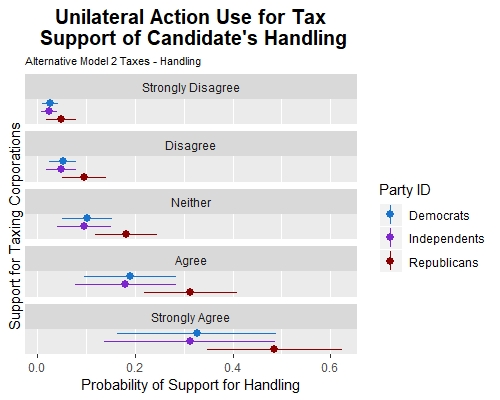 Unilateral Action Use for Tax
Support of Candidate's Handling
Alternative Model 2 Taxes - Handling
Support for Taxing Corporations
Strongly Disagree
Disagree
Neither
Agree
Strongly Agree
0.0 0.2 0.4 0.6
Probability of Support for Handling
Party ID
Democrats
Independents
Republicans